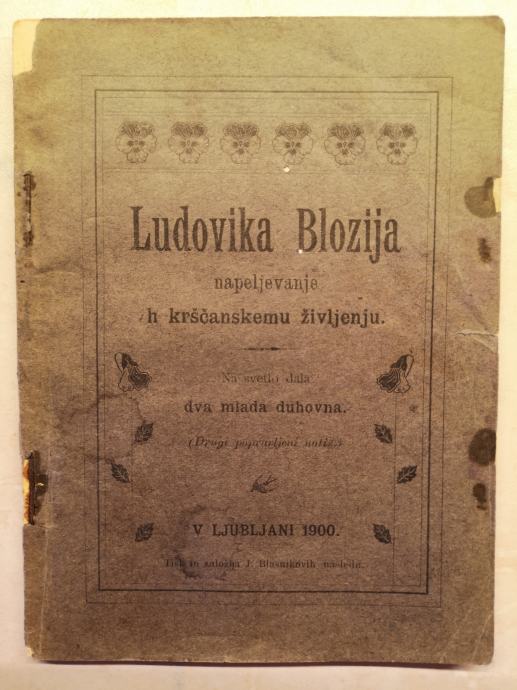 Ludovika Blozija
napeljevanje
h krščanskemu življenju.
Na svetlo dala
dva mlada duhovna.
(Drugi popravljeni natis.)
V LJUBLJANI 1900.
Tisk in založba J. Blasnikovih nasledn.